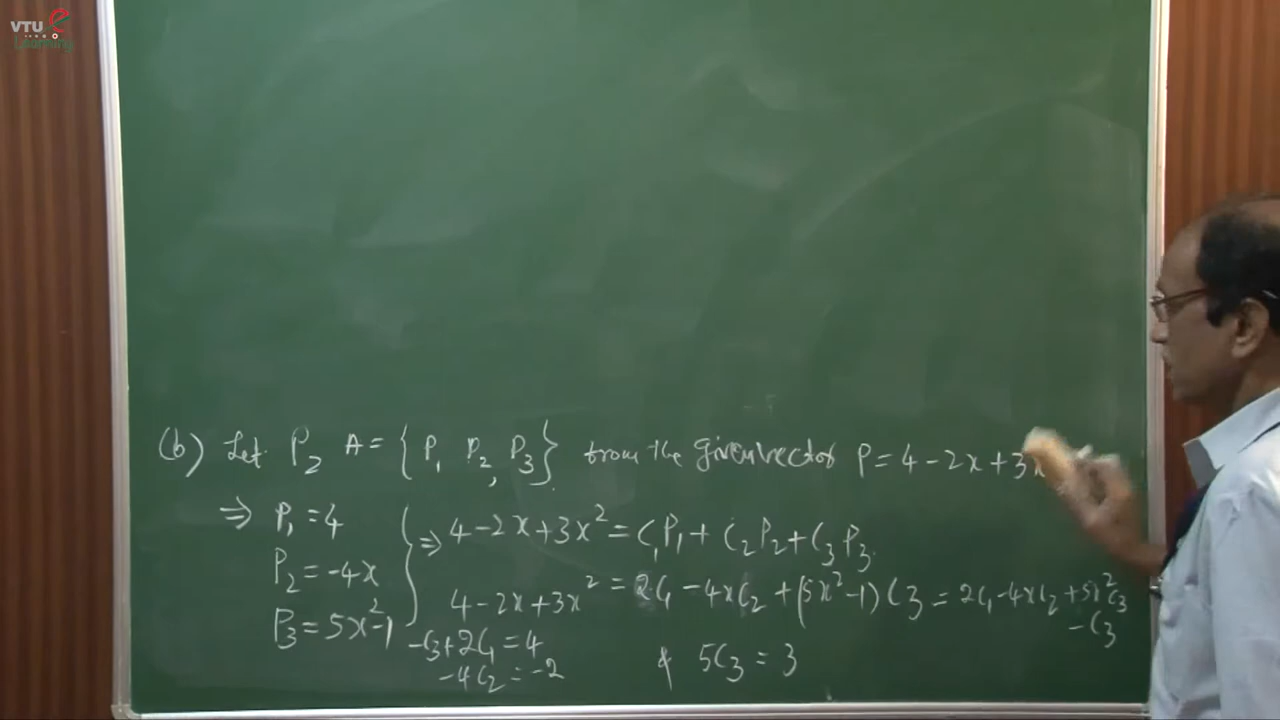 VTU e
Learning
(b) Let P₂ A = {P₁ P₂, P₃} from the given vector P = 4 - 2x + 3x
⇒ P₁ = 4
P₂ = -4x
P₃ = 5x² - 1
⇒ 4 - 2x + 3x² = C₁P₁ + C₂P₂ + C₃P₃.
4 - 2x + 3x² = 2C₁ - 4xC₂ + (5x² - 1) C₃ = 2C₁ - 4xC₂ + 5x²C₃
- C₃
-C₃ + 2C₁ = 4
-4C₂ = -2
& 5C₃ = 3